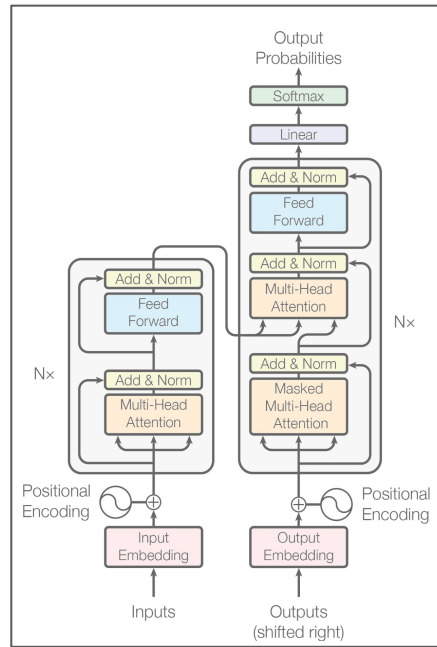 Output
Probabilities
Softmax
Linear
Add & Norm
Feed
Forward
Add & Norm
Multi-Head
Attention
Nx
Add & Norm
Masked
Multi-Head
Attention
Positional
Encoding
Output
Embedding
Outputs
(shifted right)
Add & Norm
Feed
Forward
Nx
Add & Norm
Multi-Head
Attention
Positional
Encoding
Input
Embedding
Inputs